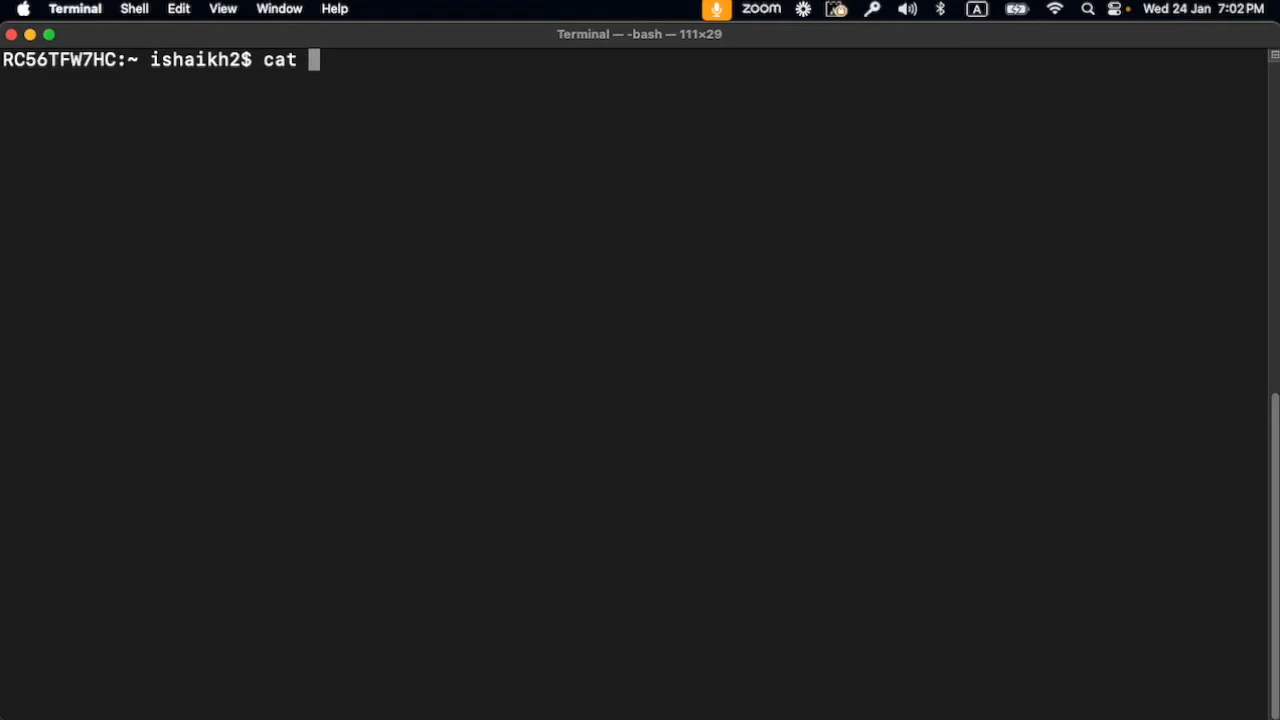 Terminal Shell Edit View Window Help zoom A Wed 24 Jan 7:02 PM
Terminal — -bash — 111×29
RC56TFW7HC:~ ishaikh2$ cat